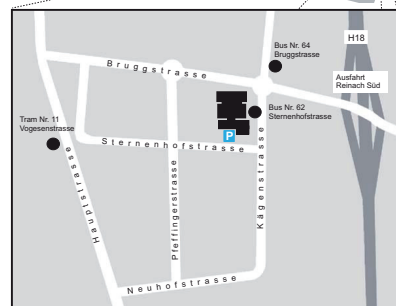 H18
Bus Nr. 64
Bruggstrasse
Bruggstrasse
Ausfahrt
Reinach Süd
Bus Nr. 62
Sternenhofstrasse
Tram Nr. 11
Vogesenstrasse
P
Sternenhofstrasse
Hauptstrasse
Pfeffingerstrasse
Kägenstrasse
Neuhofstrasse